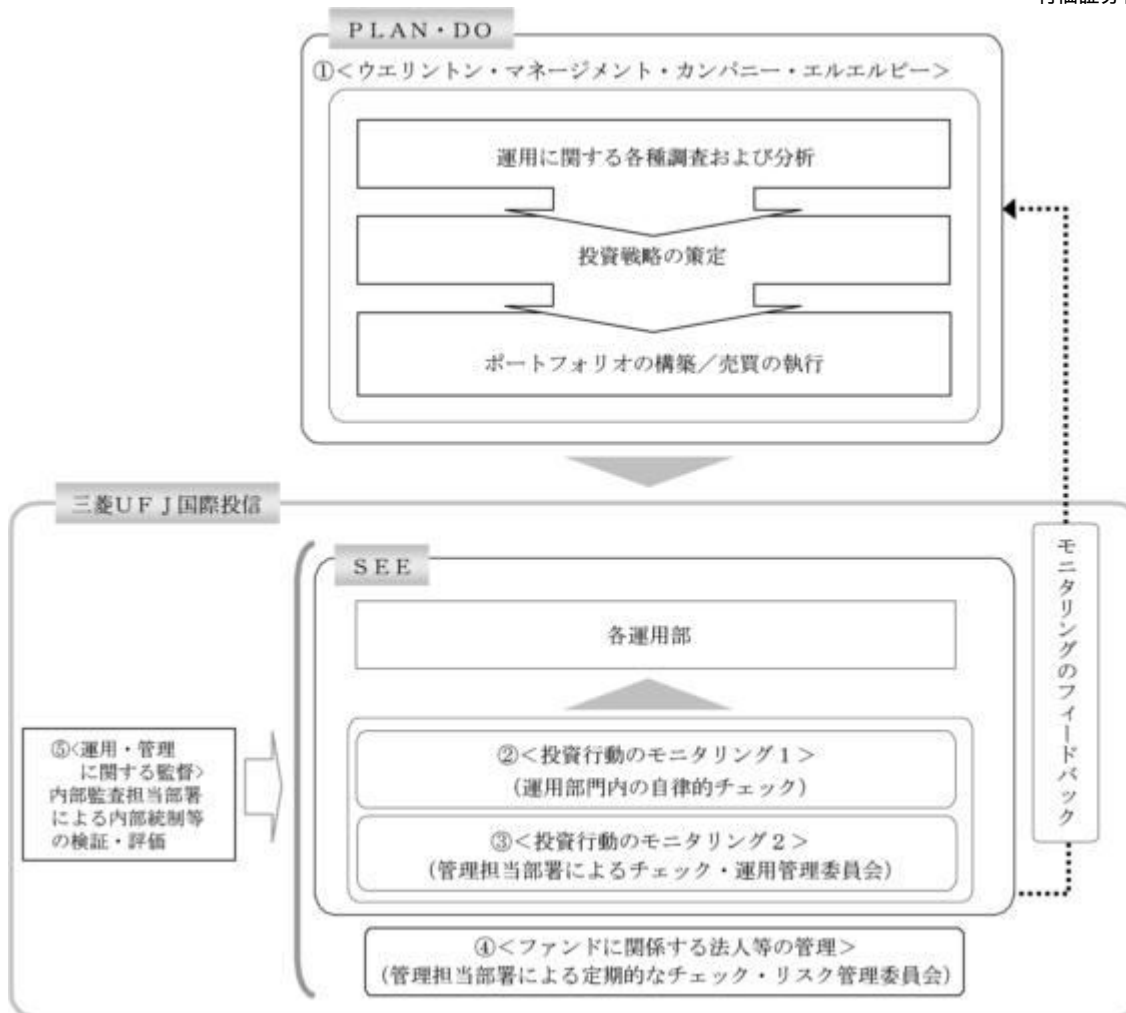 PLAN・DO
①<ウエリントン・マネージメント・カンパニー・エルエルピー>
運用に関する各種調査および分析
投資戦略の策定
ポートフォリオの構築/売買の執行
三菱UFJ国際投信
SEE
各運用部
②<投資行動のモニタリング1>
(運用部門内の自律的チェック)
③<投資行動のモニタリング2>
(管理担当部署によるチェック・運用管理委員会)
④<ファンドに関係する法人等の管理>
(管理担当部署による定期的なチェック・リスク管理委員会)
⑤<運用・管理
に関する監督>
内部監査担当部署
による内部統制等
の検証・評価
モニタリングのフィードバック